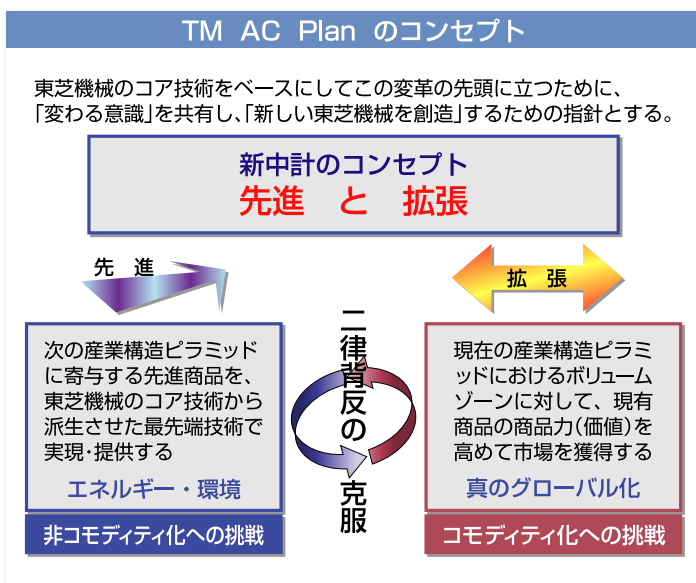 TM AC Plan のコンセプト
東芝機械のコア技術をベースにしてこの変革の先頭に立つために、
「変わる意識」を共有し、「新しい東芝機械を創造」するための指針とする。
新中計のコンセプト
先進 と 拡張
先 進
拡 張
次の産業構造ピラミッド
に寄与する先進商品を、
東芝機械のコア技術から
派生させた最先端技術で
実現・提供する
エネルギー・環境
非コモディティ化への挑戦
二律背反の 克服
現在の産業構造ピラミ
ッドにおけるボリューム
ゾーンに対して、現有
商品の商品力(価値)を
高めて市場を獲得する
真のグローバル化
コモディティ化への挑戦